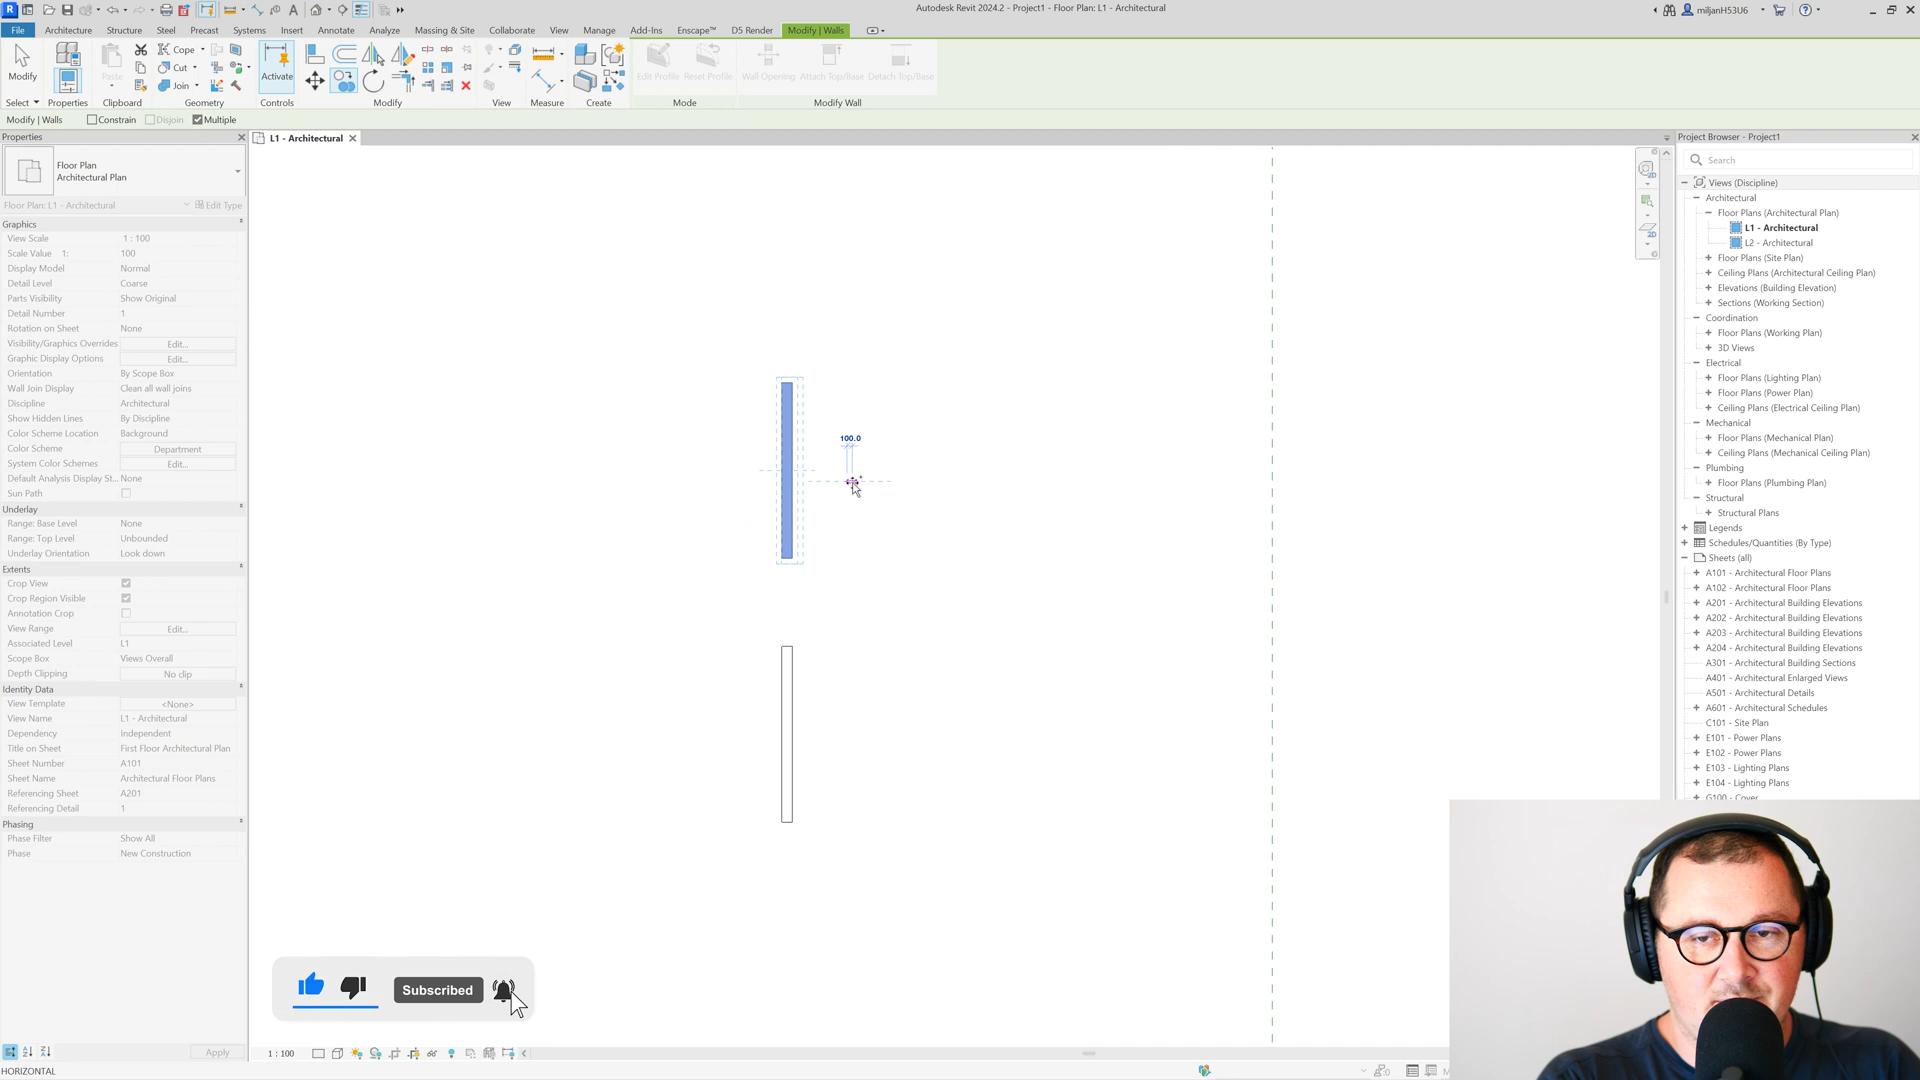 Autodesk Revit 2024.2 - Project1 - Floor Plan: L1 - Architectural
miljanH53U6
File
Architecture
Structure
Steel
Precast
Systems
Insert
Annotate
Analyze
Massing & Site
Collaborate
View
Manage
Add-Ins
Enscape™
D5 Render
Modify | Walls
Modify
Paste
Cope
Cut
Join
Activate
Edit Profile
Reset Profile
Wall Opening
Attach Top/Base
Detach Top/Base
Select
Properties
Clipboard
Geometry
Controls
Modify
View
Measure
Create
Mode
Modify Wall
Modify | Walls
Constrain
Disjoin
Multiple
Properties
Floor Plan
Architectural Plan
Floor Plan: L1 - Architectural
Edit Type
Graphics
View Scale 1 : 100
Scale Value 1: 100
Display Model Normal
Detail Level Coarse
Parts Visibility Show Original
Detail Number 1
Rotation on Sheet None
Visibility/Graphics Overrides Edit...
Graphic Display Options Edit...
Orientation By Scope Box
Wall Join Display Clean all wall joins
Discipline Architectural
Show Hidden Lines By Discipline
Color Scheme Location Background
Color Scheme Department
System Color Schemes Edit...
Default Analysis Display St... None
Sun Path
Underlay
Range: Base Level None
Range: Top Level Unbounded
Underlay Orientation Look down
Extents
Crop View
Crop Region Visible
Annotation Crop
View Range Edit...
Associated Level L1
Scope Box Views Overall
Depth Clipping No clip
Identity Data
View Template <None>
View Name L1 - Architectural
Dependency Independent
Title on Sheet First Floor Architectural Plan
Sheet Number A101
Sheet Name Architectural Floor Plans
Referencing Sheet A201
Referencing Detail 1
Phasing
Phase Filter Show All
Phase New Construction
Apply
HORIZONTAL
L1 - Architectural
100.0
Subscribed
1 : 100
Project Browser - Project1
Search
Views (Discipline)
Architectural
Floor Plans (Architectural Plan)
L1 - Architectural
L2 - Architectural
Floor Plans (Site Plan)
Ceiling Plans (Architectural Ceiling Plan)
Elevations (Building Elevation)
Sections (Working Section)
Coordination
Floor Plans (Working Plan)
3D Views
Electrical
Floor Plans (Lighting Plan)
Floor Plans (Power Plan)
Ceiling Plans (Electrical Ceiling Plan)
Mechanical
Floor Plans (Mechanical Plan)
Ceiling Plans (Mechanical Ceiling Plan)
Plumbing
Floor Plans (Plumbing Plan)
Structural
Structural Plans
Legends
Schedules/Quantities (By Type)
Sheets (all)
A101 - Architectural Floor Plans
A102 - Architectural Floor Plans
A201 - Architectural Building Elevations
A202 - Architectural Building Elevations
A203 - Architectural Building Elevations
A204 - Architectural Building Elevations
A301 - Architectural Building Sections
A401 - Architectural Enlarged Views
A501 - Architectural Details
A601 - Architectural Schedules
C101 - Site Plan
E101 - Power Plans
E102 - Power Plans
E103 - Lighting Plans
E104 - Lighting Plans
G100 - Cover